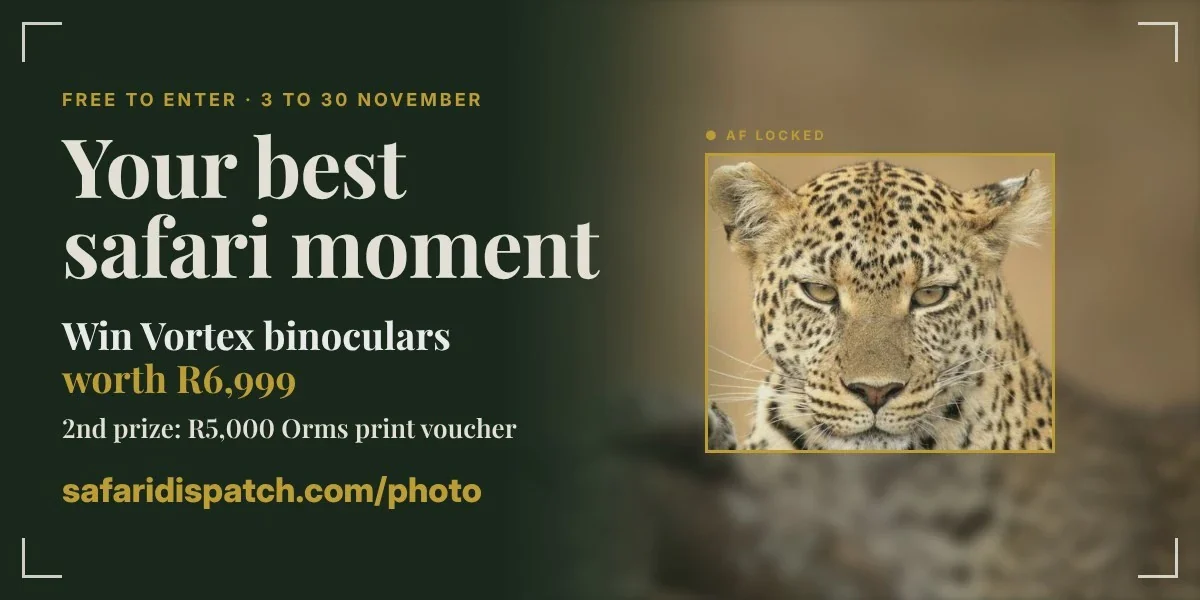 FREE TO ENTER · 3 TO 30 NOVEMBER
Your best
safari moment
Win Vortex binoculars
worth R6,999
2nd prize: R5,000 Orms print voucher
safaridispatch.com/photo
AF LOCKED